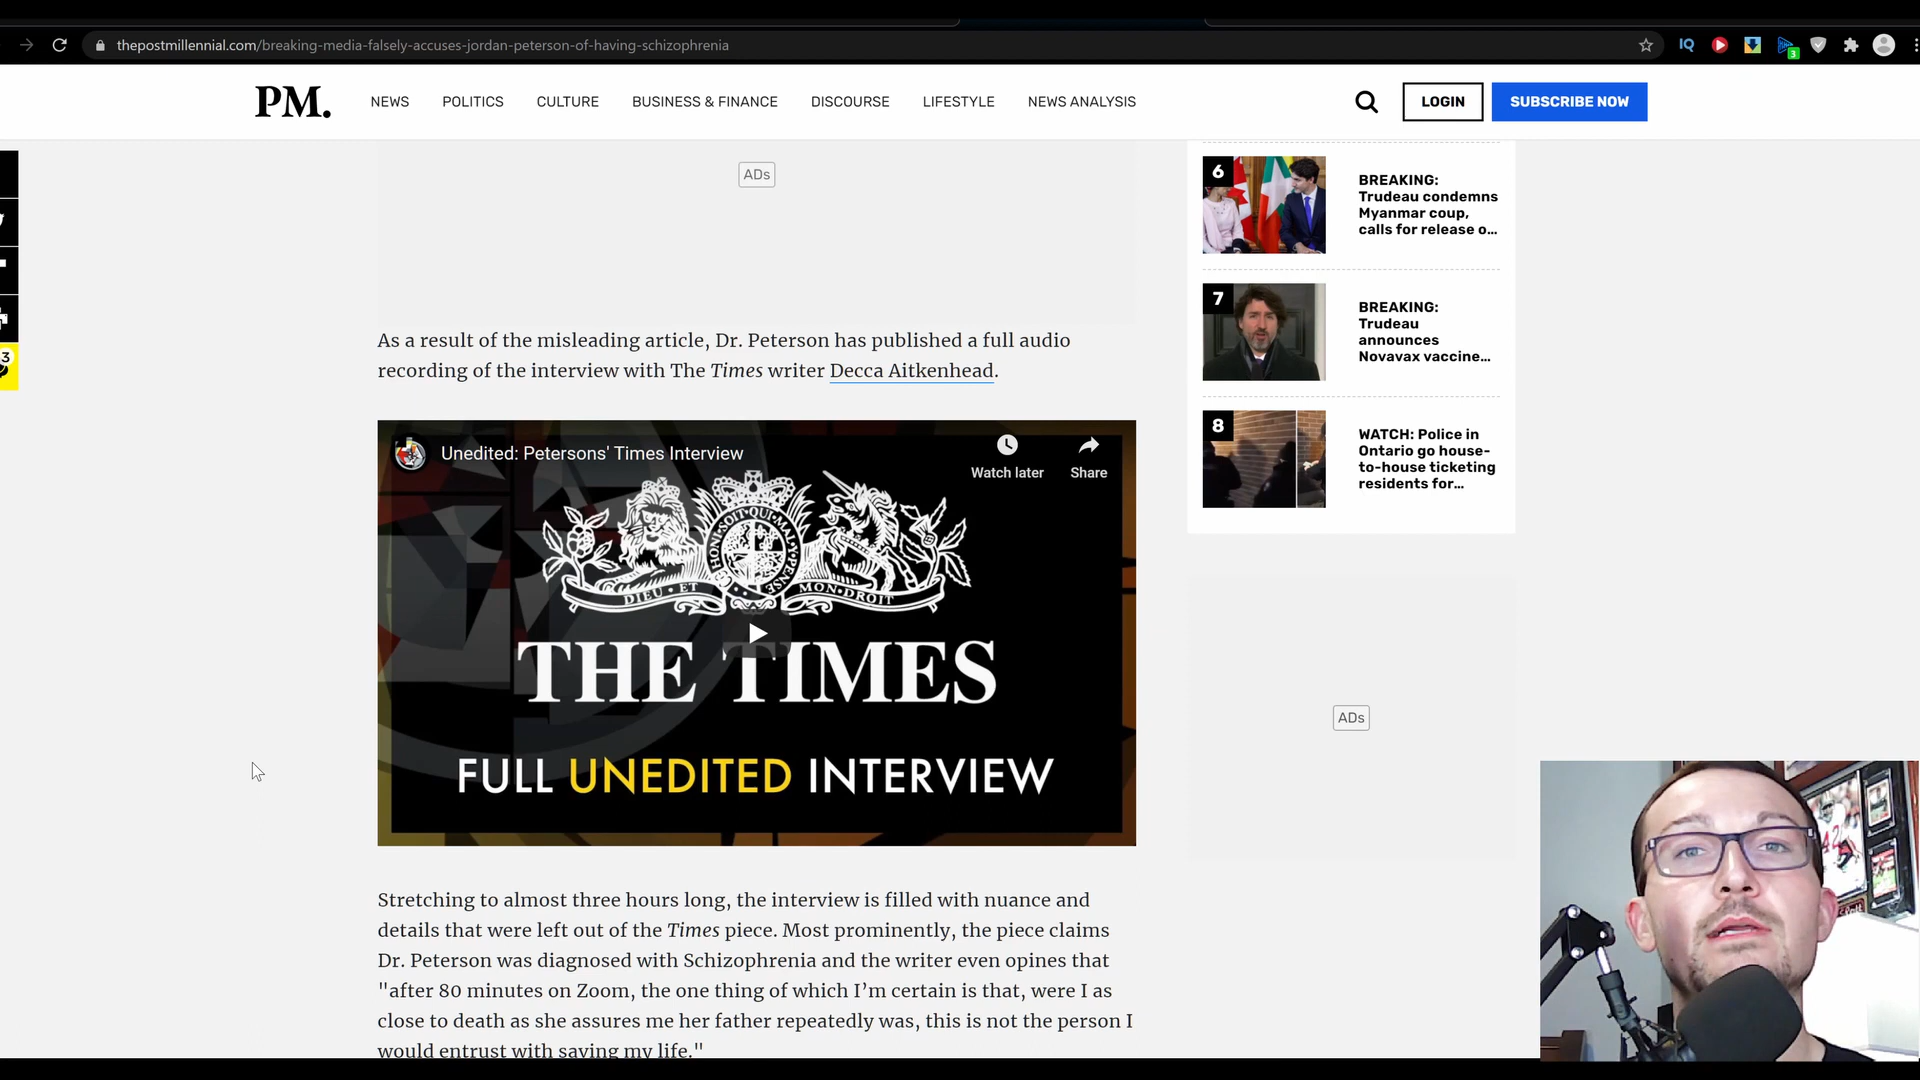 thepostmillennial.com/breaking-media-falsely-accuses-jordan-peterson-of-having-schizophrenia
IQ
3
PM.
NEWS
POLITICS
CULTURE
BUSINESS & FINANCE
DISCOURSE
LIFESTYLE
NEWS ANALYSIS
LOGIN
SUBSCRIBE NOW
ADs
3
As a result of the misleading article, Dr. Peterson has published a full audio
recording of the interview with The Times writer Decca Aitkenhead.
Unedited: Petersons' Times Interview
Watch later
Share
HONI·SOIT·QUI·MAL·Y·PENSE
DIEU·ET MON·DROIT
THE TIMES
FULL UNEDITED INTERVIEW
Stretching to almost three hours long, the interview is filled with nuance and
details that were left out of the Times piece. Most prominently, the piece claims
Dr. Peterson was diagnosed with Schizophrenia and the writer even opines that
"after 80 minutes on Zoom, the one thing of which I’m certain is that, were I as
close to death as she assures me her father repeatedly was, this is not the person I
would entrust with saving my life."
6
BREAKING:
Trudeau condemns
Myanmar coup,
calls for release o...
7
BREAKING:
Trudeau
announces
Novavax vaccine...
8
WATCH: Police in
Ontario go house-
to-house ticketing
residents for...
ADs